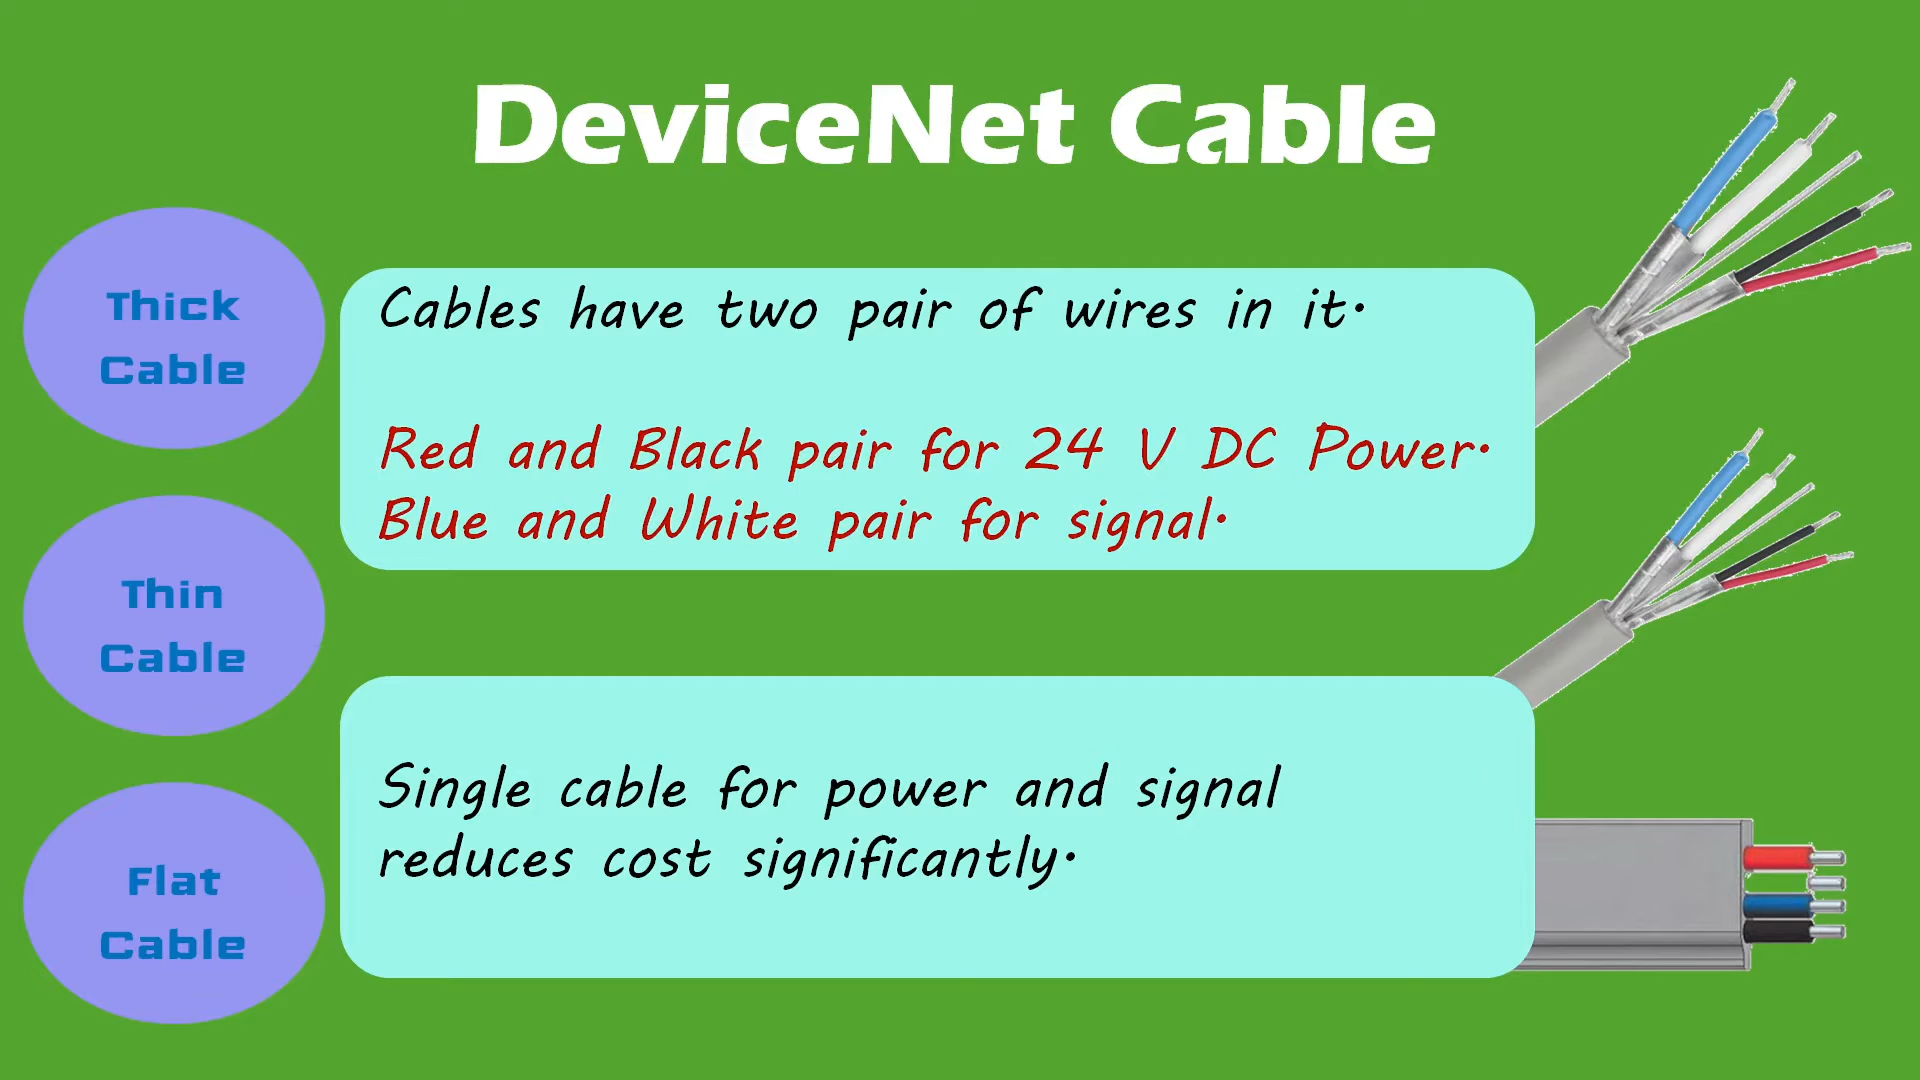 DeviceNet Cable
Thick
Cable
Cables have two pair of wires in it.
Red and Black pair for 24 V DC Power.
Blue and White pair for signal.
Thin
Cable
Single cable for power and signal
reduces cost significantly.
Flat
Cable